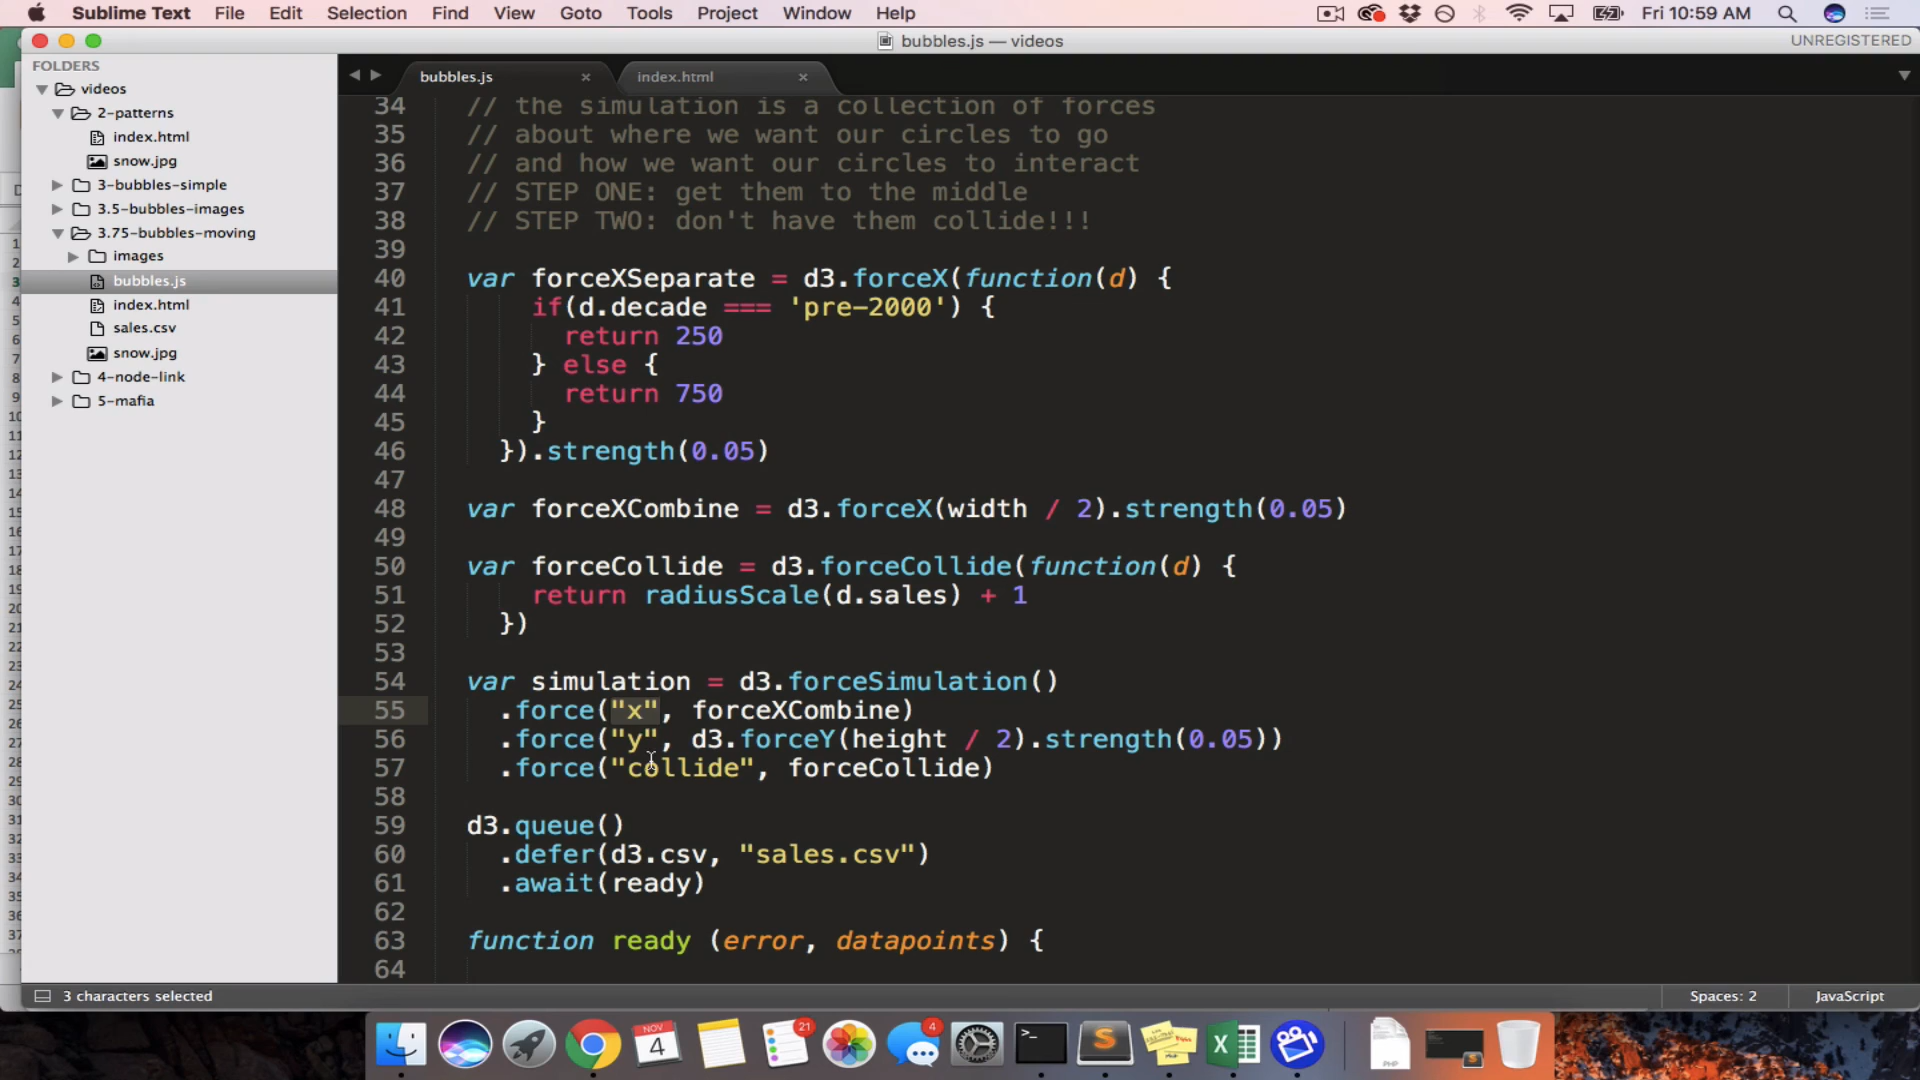 Sublime Text File Edit Selection Find View Goto Tools Project Window Help Fri 10:59 AM
bubbles.js — videos UNREGISTERED
FOLDERS
videos
2-patterns
index.html
snow.jpg
3-bubbles-simple
3.5-bubbles-images
3.75-bubbles-moving
images
bubbles.js
index.html
sales.csv
snow.jpg
4-node-link
5-mafia
bubbles.js × index.html ×
34 // the simulation is a collection of forces
35 // about where we want our circles to go
36 // and how we want our circles to interact
37 // STEP ONE: get them to the middle
38 // STEP TWO: don't have them collide!!!
39
40 var forceXSeparate = d3.forceX(function(d) {
41 if(d.decade === 'pre-2000') {
42 return 250
43 } else {
44 return 750
45 }
46 }).strength(0.05)
47
48 var forceXCombine = d3.forceX(width / 2).strength(0.05)
49
50 var forceCollide = d3.forceCollide(function(d) {
51 return radiusScale(d.sales) + 1
52 })
53
54 var simulation = d3.forceSimulation()
55 .force("x", forceXCombine)
56 .force("y", d3.forceY(height / 2).strength(0.05))
57 .force("collide", forceCollide)
58
59 d3.queue()
60 .defer(d3.csv, "sales.csv")
61 .await(ready)
62
63 function ready (error, datapoints) {
64
3 characters selected Spaces: 2 JavaScript
NOV
4
21
4
PHP